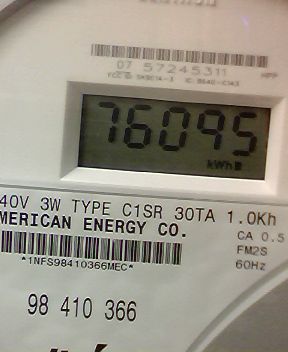 07 57245311
76095
kWh
40V 3W TYPE C1SR 30TA 1.0Kh
MERICAN ENERGY CO.
CA 0.5
*1NFS98410366MEC*
FM2S
60Hz
98 410 366